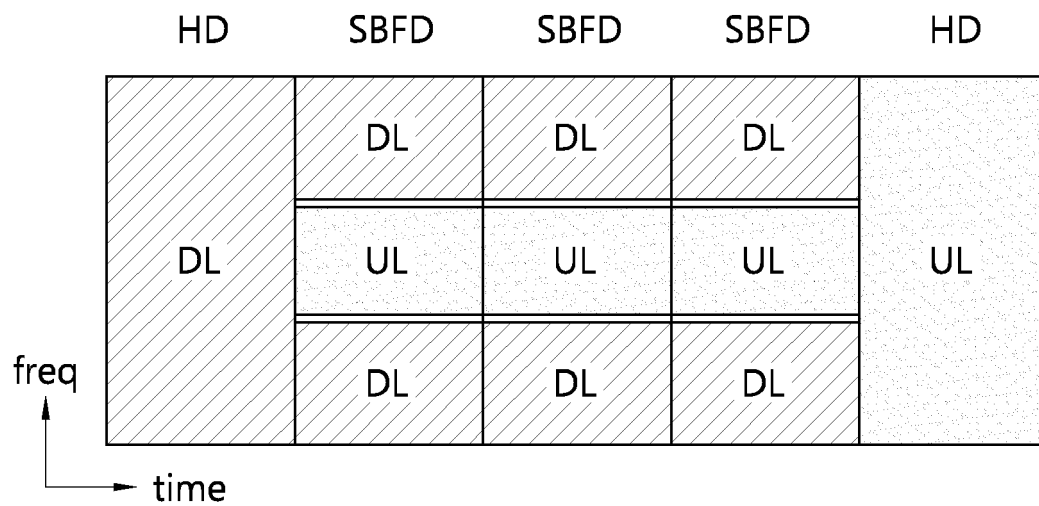 HD SBFD SBFD SBFD HD
DL DL DL
DL UL UL UL UL
DL DL DL
freq
time